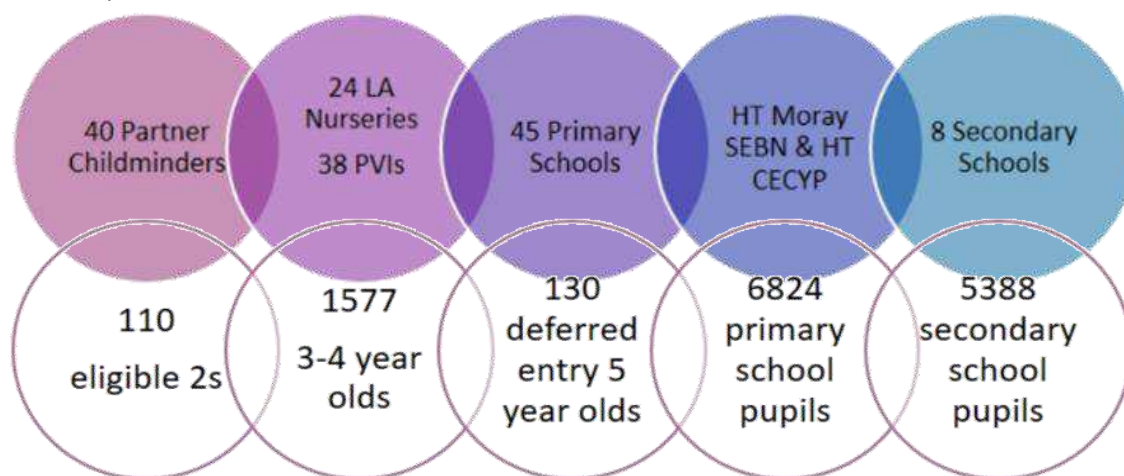 40 Partner
Childminders
24 LA
Nurseries
38 PVIs
45 Primary
Schools
HT Moray
SEBN & HT
CECYP
8 Secondary
Schools
110
eligible 2s
1577
3-4 year
olds
130
deferred
entry 5
year olds
6824
primary
school
pupils
5388
secondary
school
pupils